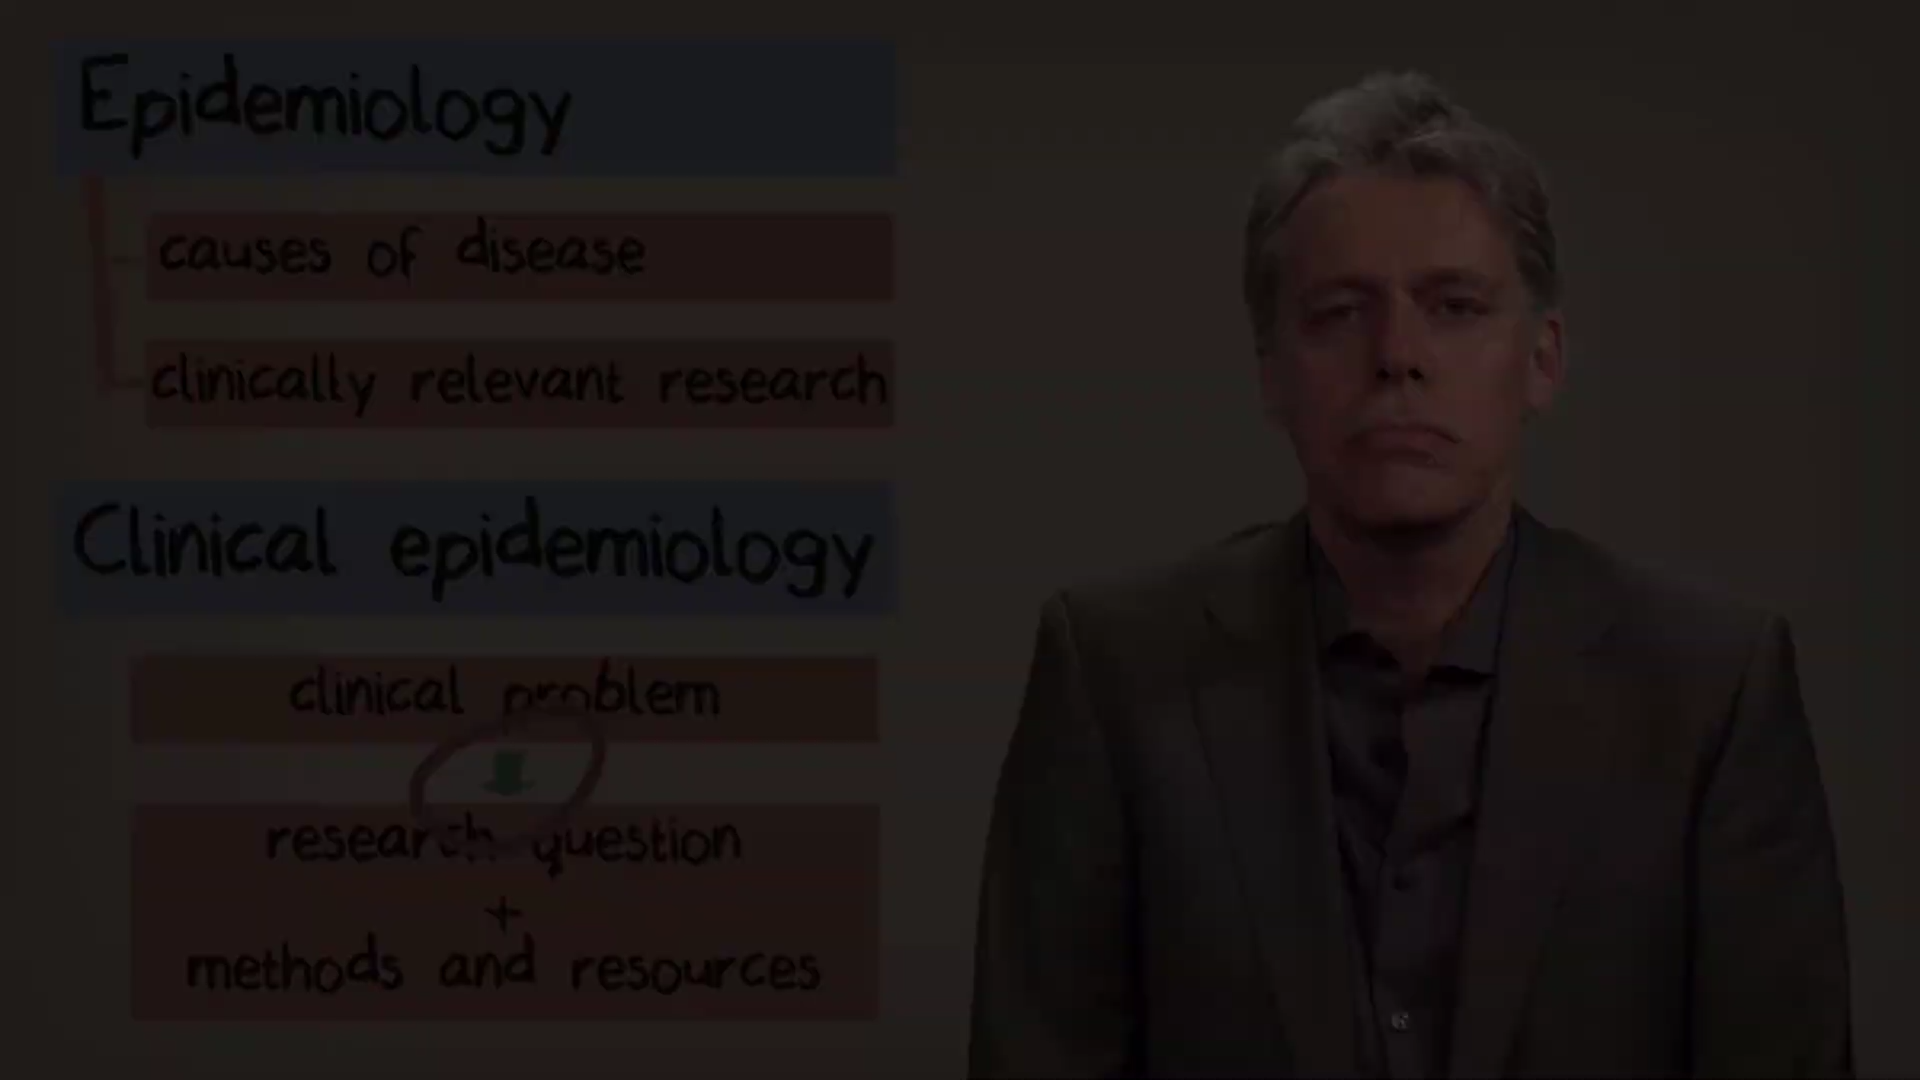 Epidemiology
causes of disease
clinically relevant research
Clinical epidemiology
clinical problem
research question
+
methods and resources